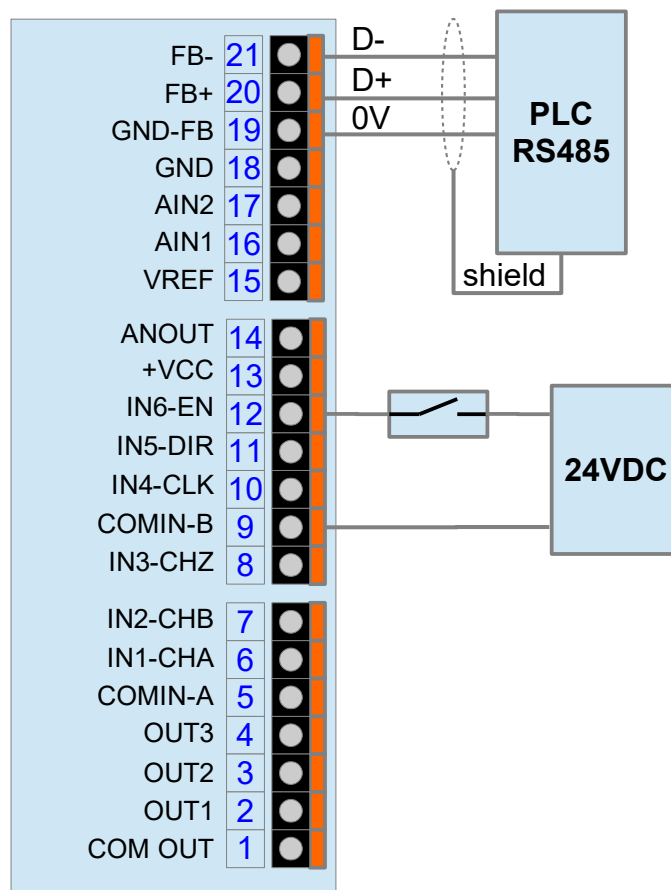 FB- 21
FB+ 20
GND-FB 19
GND 18
AIN2 17
AIN1 16
VREF 15
D-
D+
0V
PLC
RS485
shield
ANOUT 14
+VCC 13
IN6-EN 12
IN5-DIR 11
IN4-CLK 10
COMIN-B 9
IN3-CHZ 8
24VDC
IN2-CHB 7
IN1-CHA 6
COMIN-A 5
OUT3 4
OUT2 3
OUT1 2
COM OUT 1